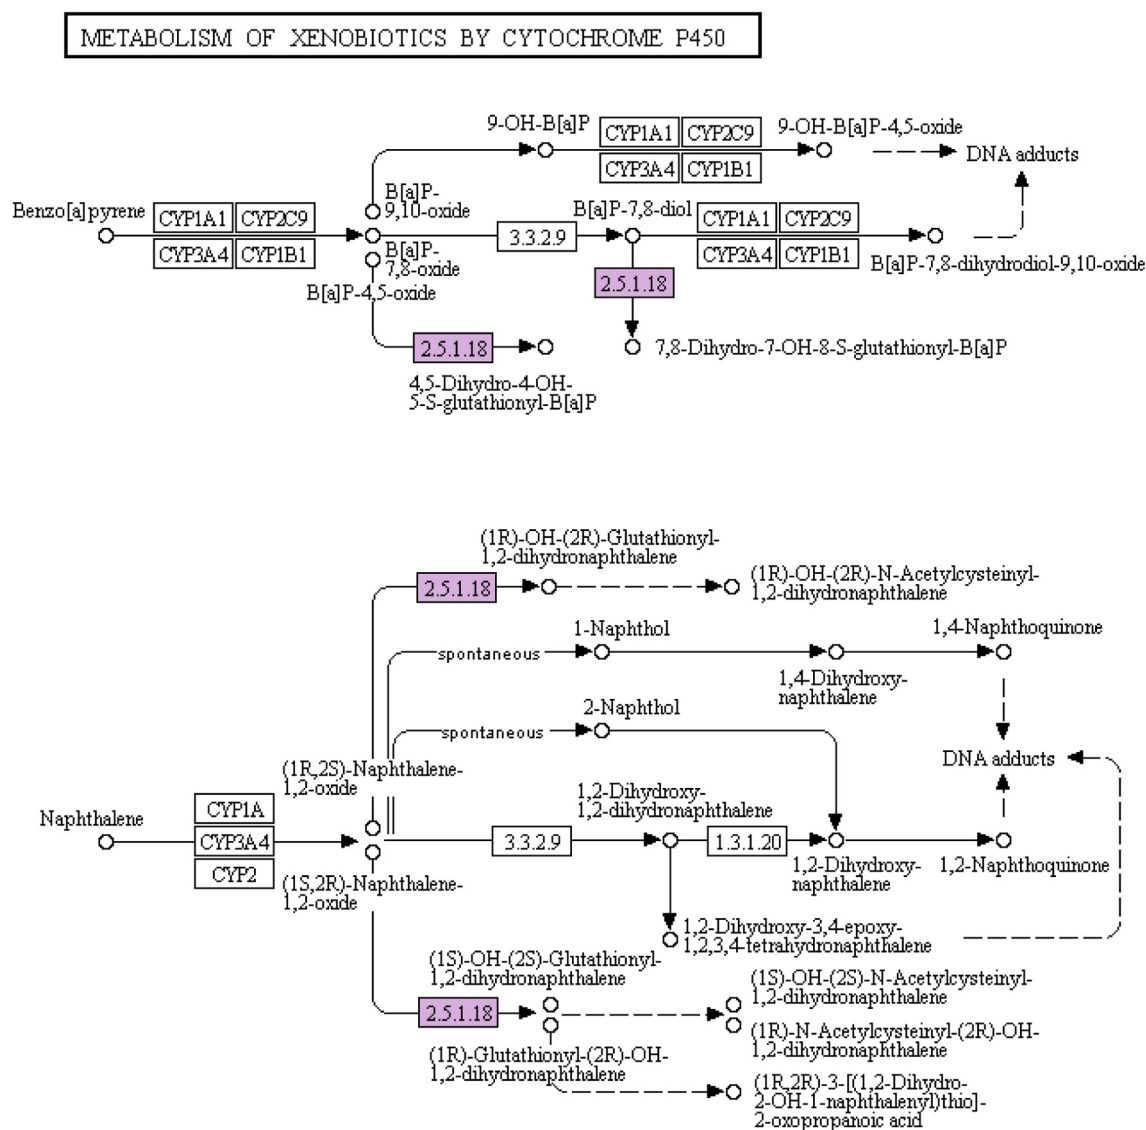 METABOLISM OF XENOBIOTICS BY CYTOCHROME P450
9-OH-B[a]P
CYP1A1 CYP2C9
CYP3A4 CYP1B1
9-OH-B[a]P-4,5-oxide
DNA adducts
Benzo[a]pyrene
CYP1A1 CYP2C9
CYP3A4 CYP1B1
B[a]P-
9,10-oxide
B[a]P-
7,8-oxide
B[a]P-4,5-oxide
3.3.2.9
B[a]P-7,8-diol
CYP1A1 CYP2C9
CYP3A4 CYP1B1
B[a]P-7,8-dihydrodiol-9,10-oxide
2.5.1.18
7,8-Dihydro-7-OH-8-S-glutathionyl-B[a]P
2.5.1.18
4,5-Dihydro-4-OH-
5-S-glutathionyl-B[a]P
(1R)-OH-(2R)-Glutathionyl-
1,2-dihydronaphthalene
2.5.1.18
(1R)-OH-(2R)-N-Acetylcysteinyl-
1,2-dihydronaphthalene
1-Naphthol
spontaneous
1,4-Dihydroxy-
naphthalene
1,4-Naphthoquinone
2-Naphthol
spontaneous
DNA adducts
(1R,2S)-Naphthalene-
1,2-oxide
Naphthalene
CYP1A
CYP3A4
CYP2
(1S,2R)-Naphthalene-
1,2-oxide
3.3.2.9
1,2-Dihydroxy-
1,2-dihydronaphthalene
1.3.1.20
1,2-Dihydroxy-
naphthalene
1,2-Naphthoquinone
1,2-Dihydroxy-3,4-epoxy-
1,2,3,4-tetrahydronaphthalene
(1S)-OH-(2S)-Glutathionyl-
1,2-dihydronaphthalene
2.5.1.18
(1R)-Glutathionyl-(2R)-OH-
1,2-dihydronaphthalene
(1S)-OH-(2S)-N-Acetylcysteinyl-
1,2-dihydronaphthalene
(1R)-N-Acetylcysteinyl-(2R)-OH-
1,2-dihydronaphthalene
(1R,2R)-3-[(1,2-Dihydro-
2-OH-1-naphthalenyl)thio]-
2-oxopropanoic acid